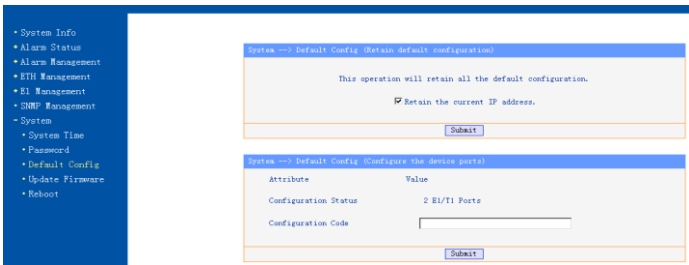 System Info
Alarm Status
Alarm Management
ETH Management
E1 Management
SNMP Management
System
System Time
Password
Default Config
Update Firmware
Reboot
System --> Default Config (Retain default configuration)
This operation will retain all the default configuration.
Retain the current IP address.
Submit
System --> Default Config (Configure the device ports)
Attribute Value
Configuration Status 2 E1/T1 Ports
Configuration Code
Submit